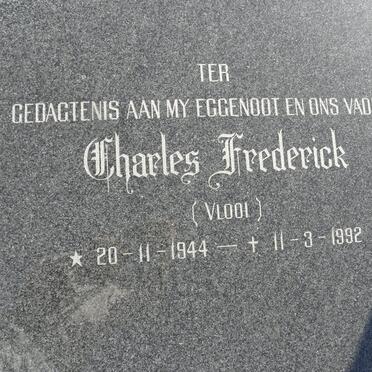 TER
GEDAGTENIS AAN MY EGGENOOT EN ONS VAD
Charles Frederick
(VLOOI)
★ 20-11-1944 — ✝ 11-3-1992